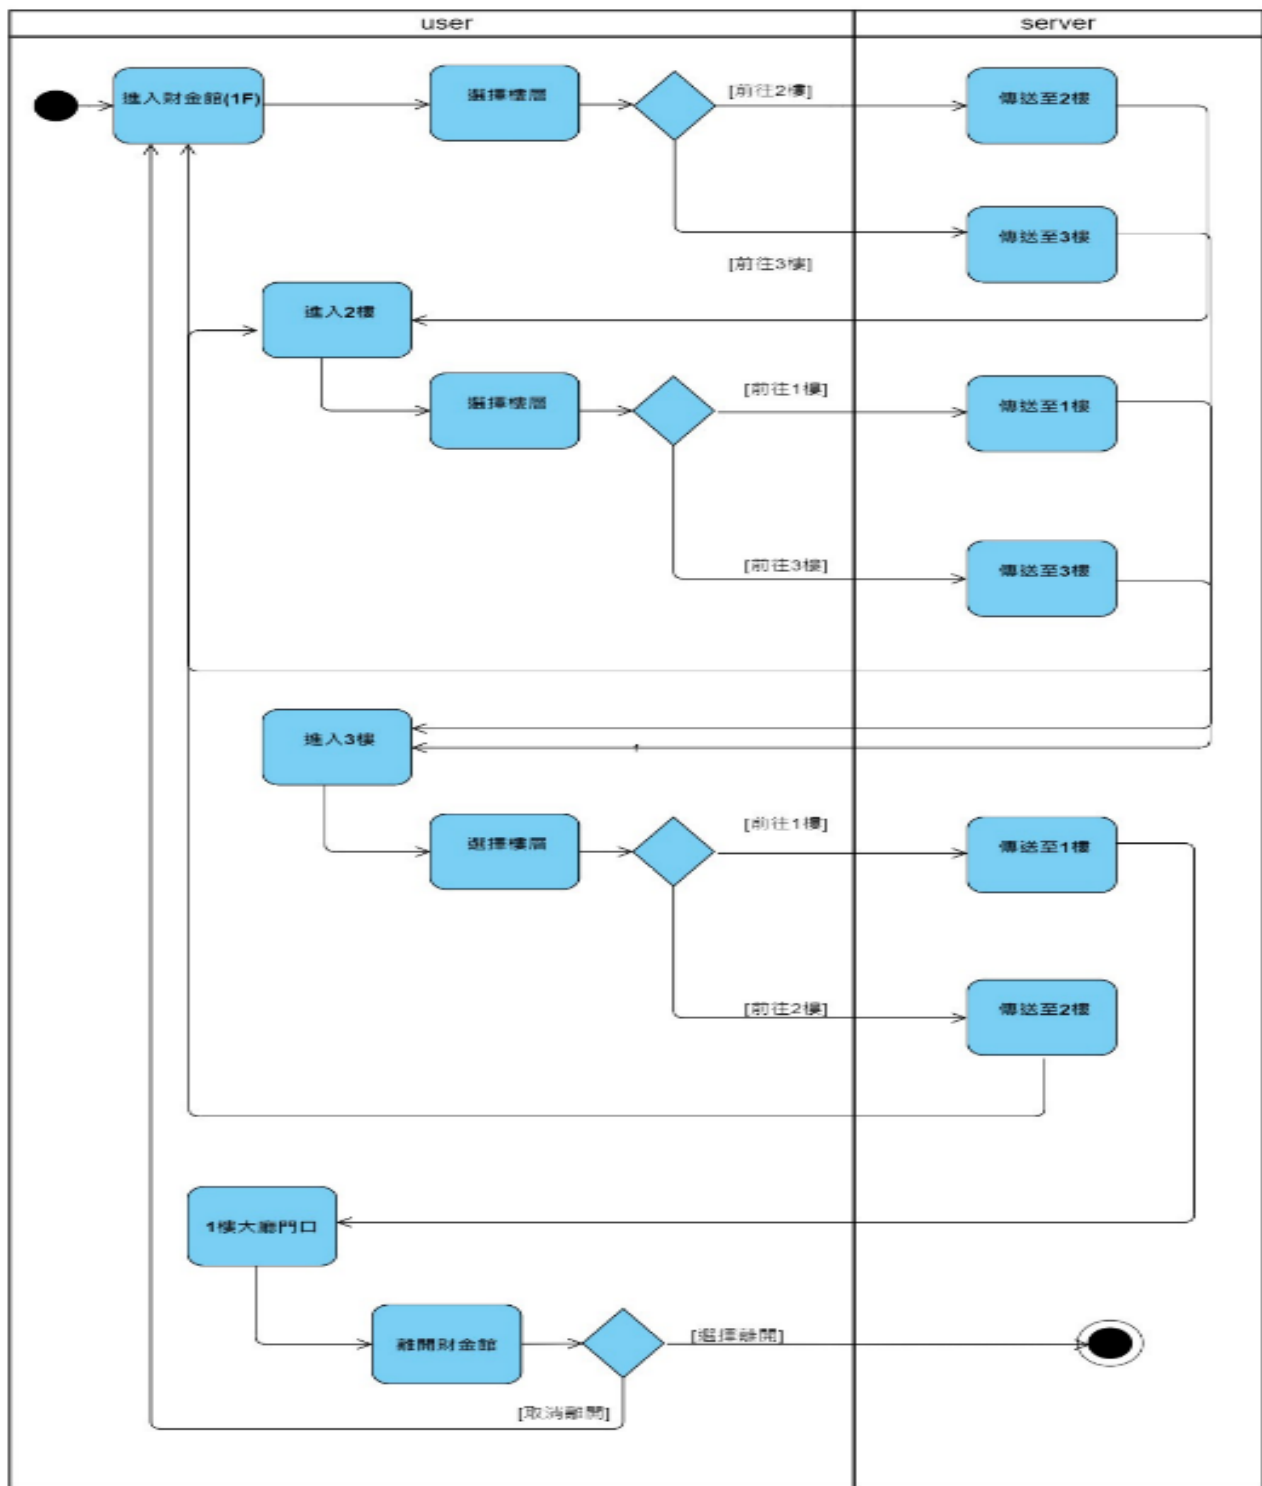 user
server
進入財金館(1F)
選擇樓層
[前往2樓]
傳送至2樓
傳送至3樓
[前往3樓]
進入2樓
選擇樓層
[前往1樓]
傳送至1樓
[前往3樓]
傳送至3樓
進入3樓
選擇樓層
[前往1樓]
傳送至1樓
[前往2樓]
傳送至2樓
1樓大廳門口
離開財金館
[選擇離開]
[取消離開]